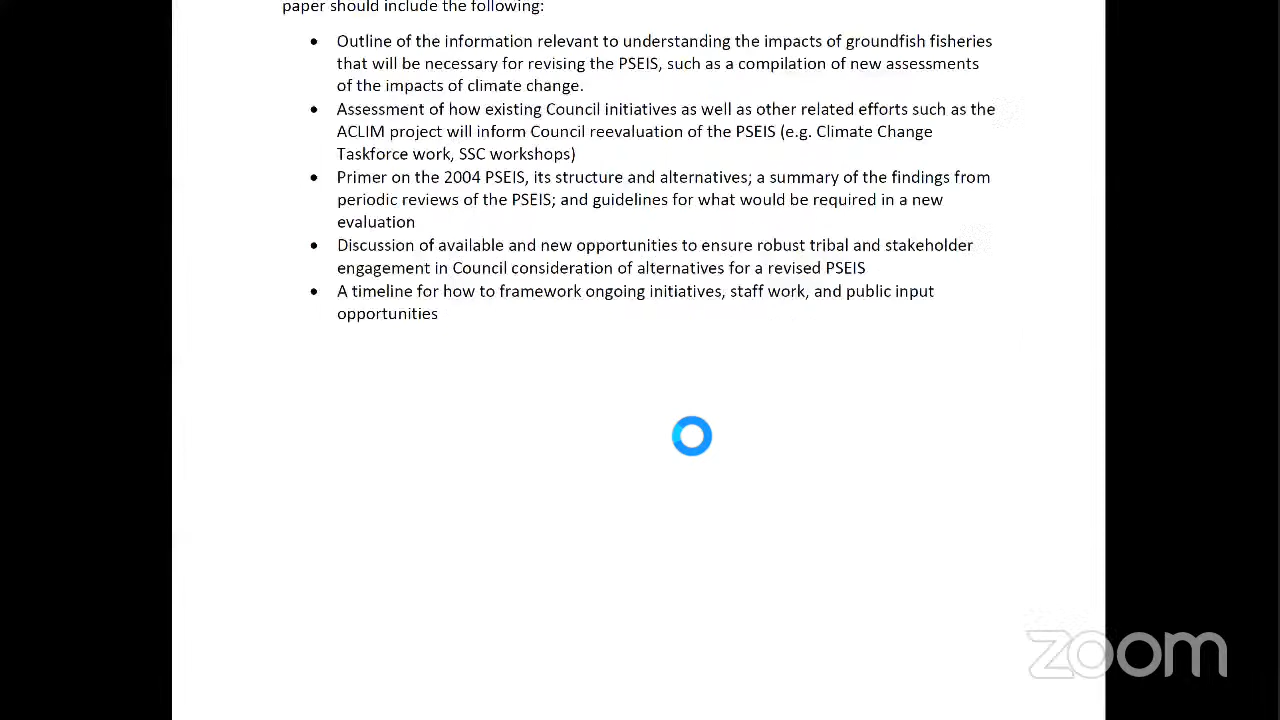 paper should include the following:
• Outline of the information relevant to understanding the impacts of groundfish fisheries
that will be necessary for revising the PSEIS, such as a compilation of new assessments
of the impacts of climate change.
• Assessment of how existing Council initiatives as well as other related efforts such as the
ACLIM project will inform Council reevaluation of the PSEIS (e.g. Climate Change
Taskforce work, SSC workshops)
• Primer on the 2004 PSEIS, its structure and alternatives; a summary of the findings from
periodic reviews of the PSEIS; and guidelines for what would be required in a new
evaluation
• Discussion of available and new opportunities to ensure robust tribal and stakeholder
engagement in Council consideration of alternatives for a revised PSEIS
• A timeline for how to framework ongoing initiatives, staff work, and public input
opportunities
zoom